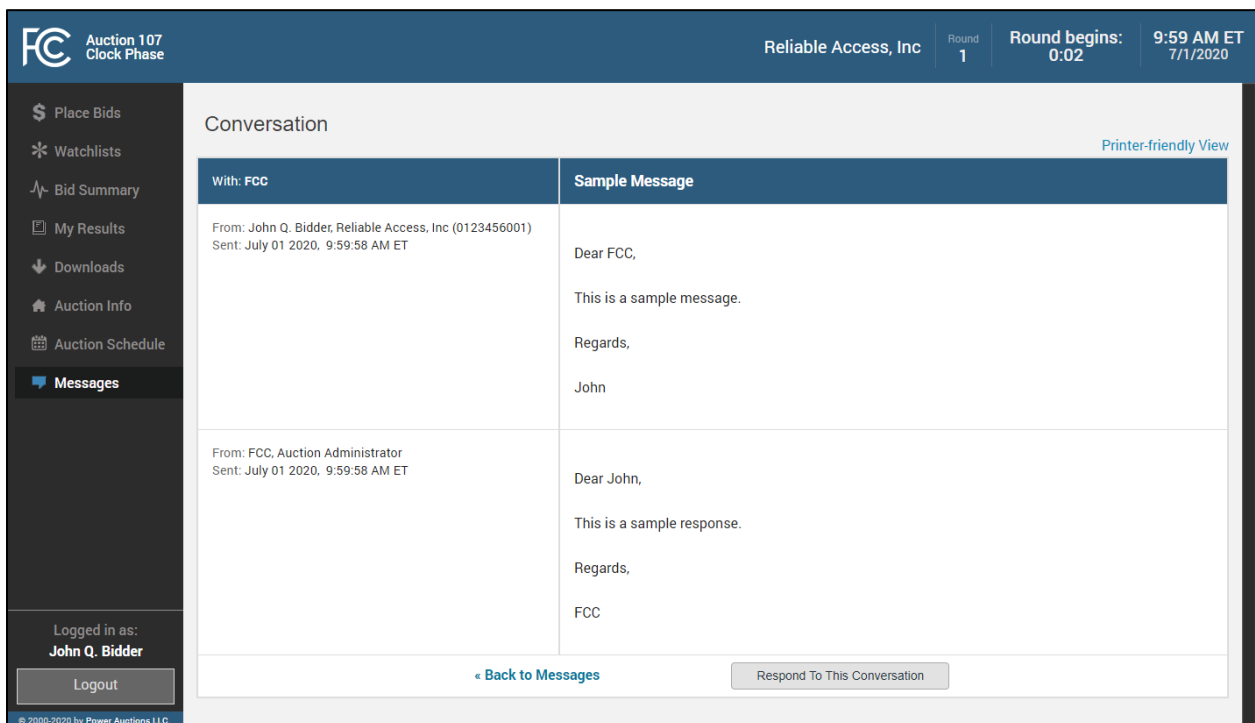 FCC Auction 107
Clock Phase
Reliable Access, Inc
Round
1
Round begins:
0:02
9:59 AM ET
7/1/2020
Place Bids
Watchlists
Bid Summary
My Results
Downloads
Auction Info
Auction Schedule
Messages
Logged in as:
John Q. Bidder
Logout
© 2000-2020 by Power Auctions LLC
Conversation
Printer-friendly View
With: FCC
Sample Message
From: John Q. Bidder, Reliable Access, Inc (0123456001)
Sent: July 01 2020, 9:59:58 AM ET
Dear FCC,
This is a sample message.
Regards,
John
From: FCC, Auction Administrator
Sent: July 01 2020, 9:59:58 AM ET
Dear John,
This is a sample response.
Regards,
FCC
« Back to Messages
Respond To This Conversation